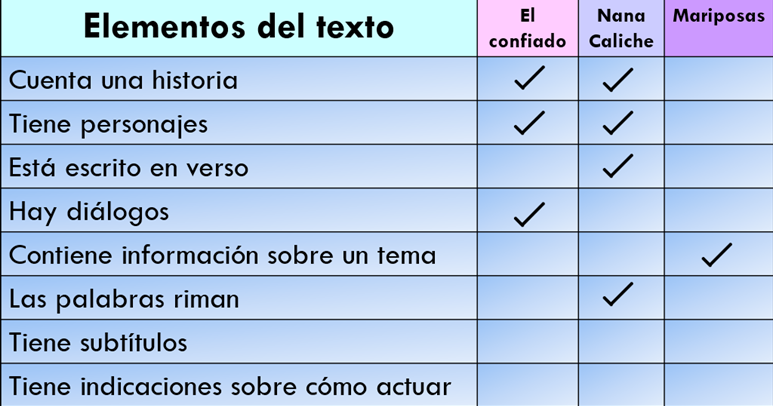 Elementos del texto
El
confiado
Nana
Caliche
Mariposas
Cuenta una historia ✓ ✓
Tiene personajes ✓ ✓
Está escrito en verso ✓
Hay diálogos ✓
Contiene información sobre un tema ✓
Las palabras riman ✓
Tiene subtítulos
Tiene indicaciones sobre cómo actuar